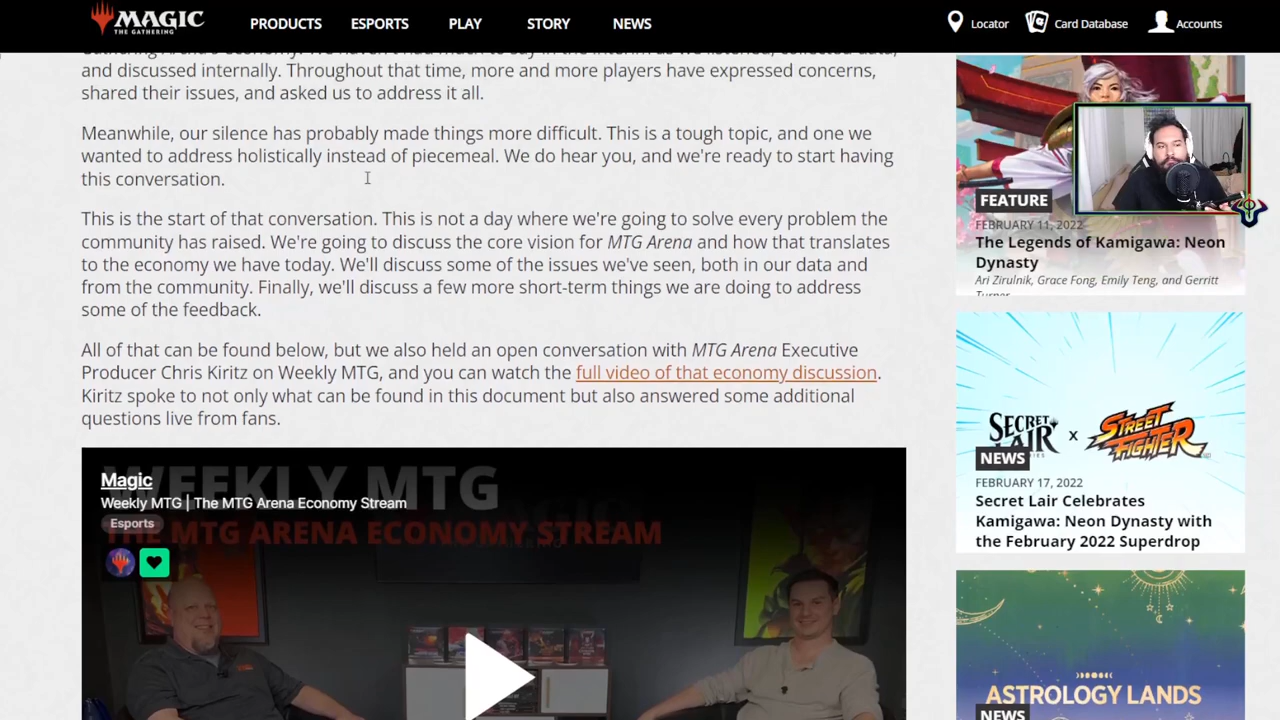 MAGIC
THE GATHERING
PRODUCTS
ESPORTS
PLAY
STORY
NEWS
Locator
Card Database
Accounts
and discussed internally. Throughout that time, more and more players have expressed concerns,
shared their issues, and asked us to address it all.
Meanwhile, our silence has probably made things more difficult. This is a tough topic, and one we
wanted to address holistically instead of piecemeal. We do hear you, and we're ready to start having
this conversation.
This is the start of that conversation. This is not a day where we're going to solve every problem the
community has raised. We're going to discuss the core vision for MTG Arena and how that translates
to the economy we have today. We'll discuss some of the issues we've seen, both in our data and
from the community. Finally, we'll discuss a few more short-term things we are doing to address
some of the feedback.
All of that can be found below, but we also held an open conversation with MTG Arena Executive
Producer Chris Kiritz on Weekly MTG, and you can watch the full video of that economy discussion.
Kiritz spoke to not only what can be found in this document but also answered some additional
questions live from fans.
WEEKLY MTG
Magic
Weekly MTG | The MTG Arena Economy Stream
Esports
THE MTG ARENA ECONOMY STREAM
FEATURE
FEBRUARY 11, 2022
The Legends of Kamigawa: Neon
Dynasty
Ari Zirulnik, Grace Fong, Emily Teng, and Gerritt
Turner
SECRET
LAIR
SERIES
x
STREET
FIGHTER
NEWS
FEBRUARY 17, 2022
Secret Lair Celebrates
Kamigawa: Neon Dynasty with
the February 2022 Superdrop
ASTROLOGY LANDS
NEWS